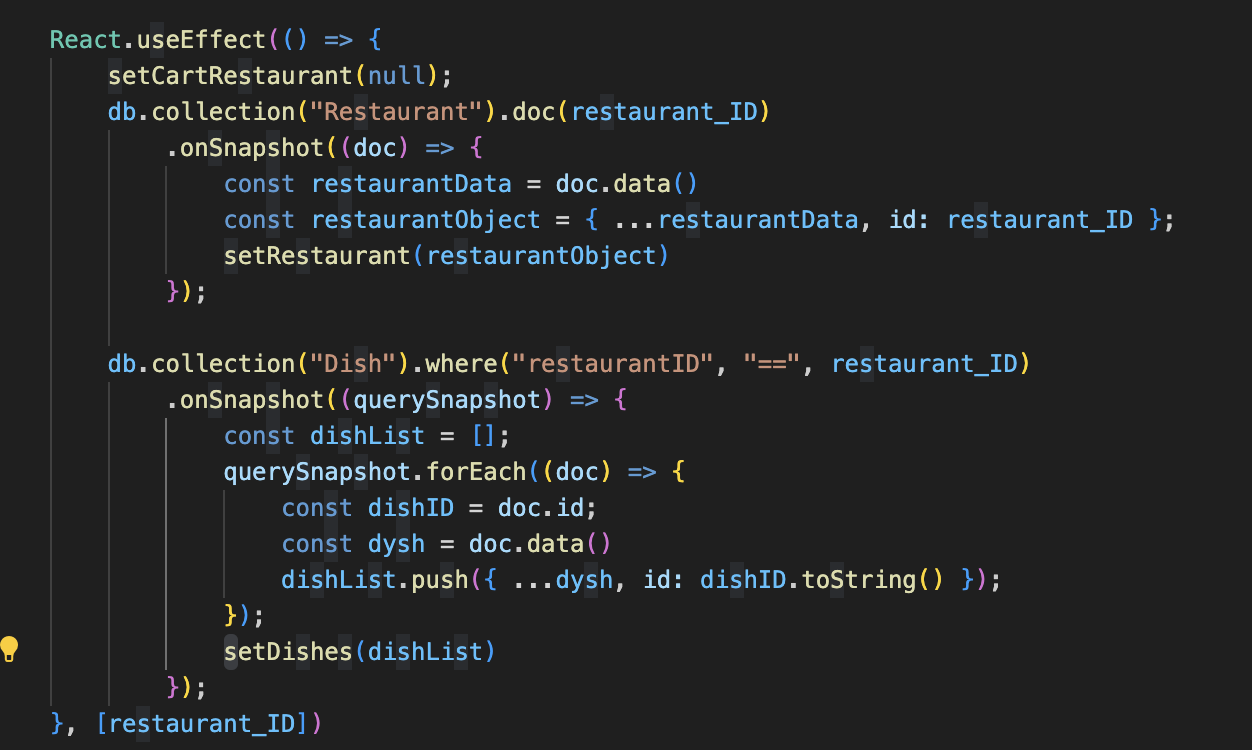 React.useEffect(() => {
setCartRestaurant(null);
db.collection("Restaurant").doc(restaurant_ID)
.onSnapshot((doc) => {
const restaurantData = doc.data()
const restaurantObject = { ...restaurantData, id: restaurant_ID };
setRestaurant(restaurantObject)
});
db.collection("Dish").where("restaurantID", "==", restaurant_ID)
.onSnapshot((querySnapshot) => {
const dishList = [];
querySnapshot.forEach((doc) => {
const dishID = doc.id;
const dysh = doc.data()
dishList.push({ ...dysh, id: dishID.toString() });
});
setDishes(dishList)
});
}, [restaurant_ID])